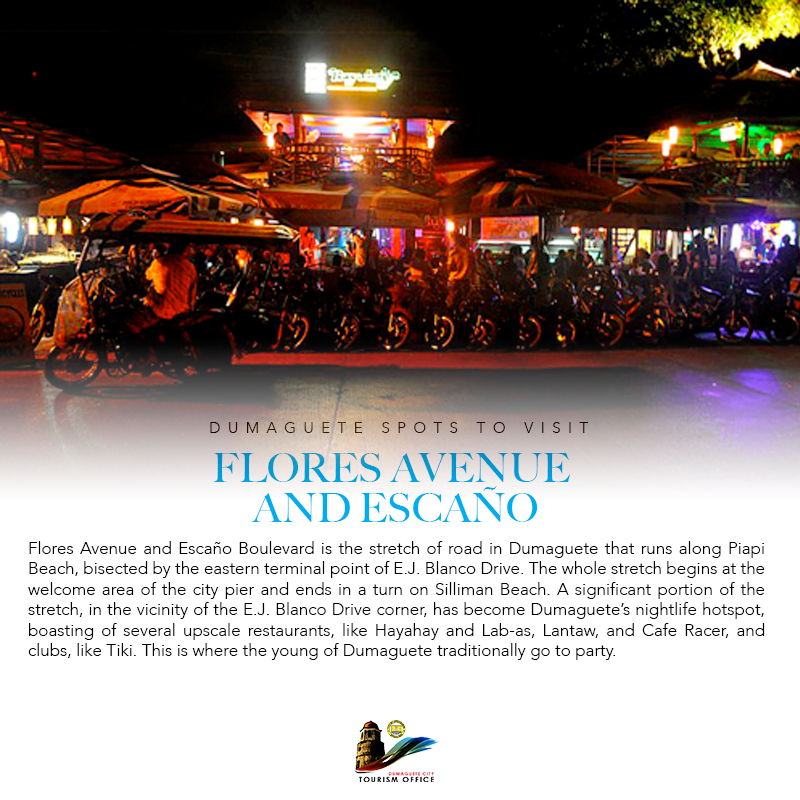 Hayahay
DUMAGUETE SPOTS TO VISIT
FLORES AVENUE
AND ESCAÑO
Flores Avenue and Escaño Boulevard is the stretch of road in Dumaguete that runs along Piapi
Beach, bisected by the eastern terminal point of E.J. Blanco Drive. The whole stretch begins at the
welcome area of the city pier and ends in a turn on Silliman Beach. A significant portion of the
stretch, in the vicinity of the E.J. Blanco Drive corner, has become Dumaguete’s nightlife hotspot,
boasting of several upscale restaurants, like Hayahay and Lab-as, Lantaw, and Cafe Racer, and
clubs, like Tiki. This is where the young of Dumaguete traditionally go to party.
DUMAGUETE CITY
TOURISM OFFICE